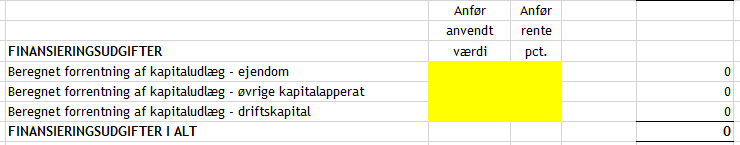 Anfør Anfør
anvendt rente
FINANSIERINGSUDGIFTER værdi pct.
Beregnet forrentning af kapitaludlæg - ejendom 0
Beregnet forrentning af kapitaludlæg - øvrige kapitalapperat 0
Beregnet forrentning af kapitaludlæg - driftskapital 0
FINANSIERINGSUDGIFTER I ALT 0